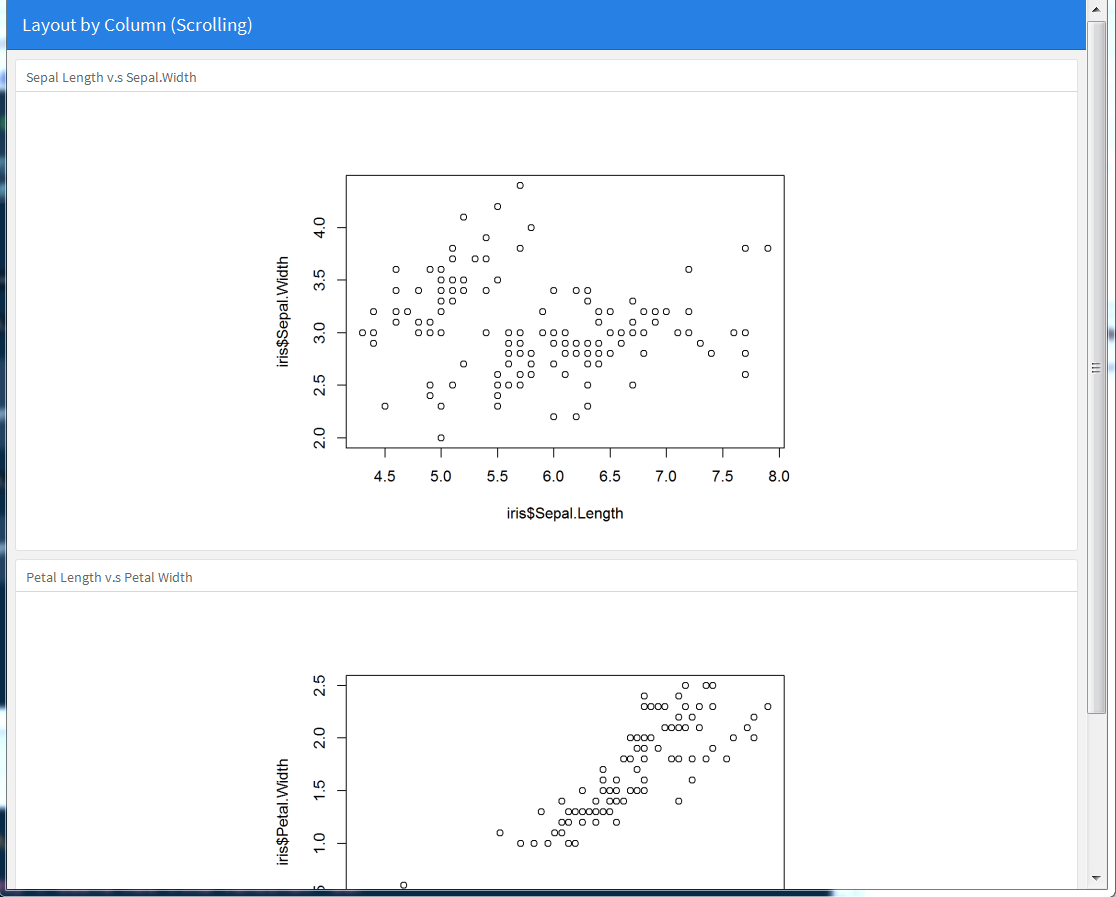 Layout by Column (Scrolling)
Sepal Length v.s Sepal.Width
iris$Sepal.Width
4.0
3.5
3.0
2.5
2.0
4.5 5.0 5.5 6.0 6.5 7.0 7.5 8.0
iris$Sepal.Length
Petal Length v.s Petal Width
iris$Petal.Width
2.5
2.0
1.5
1.0